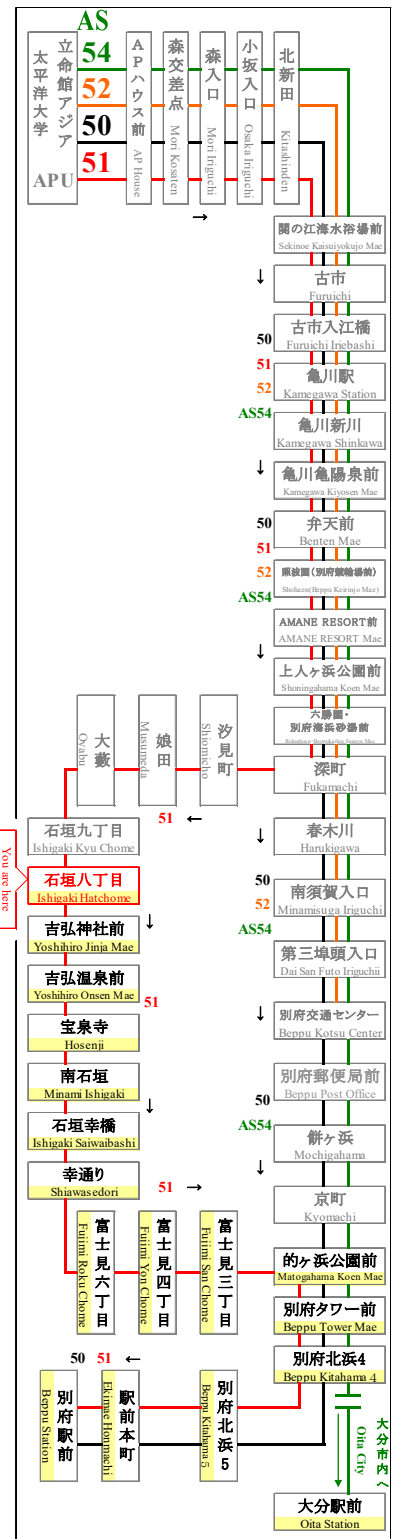 AS
54
52
50
51
立命館アジア
太平洋大学
APU
APハウス前
AP House
森交差点
Mori Kosaten
森入口
Mori Iriguchi
小坂入口
Osaka Iriguchi
北新田
Kitashinden
→
関の江海水浴場前
Sekinoe Kaisuiyokujo Mae
↓
古市
Furuichi
古市入江橋
Furuichi Iriebashi
50
51
52
AS54
亀川駅
Kamegawa Station
亀川新川
Kamegawa Shinkawa
↓
亀川亀陽泉前
Kamegawa Kiyosen Mae
弁天前
Benten Mae
50
51
52
AS54
照波園(別府競輪場前)
Shohaen(Beppu Keirinjo Mae)
AMANE RESORT前
AMANE RESORT Mae
↓
上人ヶ浜公園前
Shoningahama Koen Mae
六勝園・
別府海浜砂場前
深町
Fukamachi
汐見町
Shiomicho
娘田
Musumeda
大藪
Oyabu
51 ←
石垣九丁目
Ishigaki Kyu Chome
石垣八丁目
Ishigaki Hatchome
You are here
↓
吉弘神社前
Yoshihiro Jinja Mae
吉弘温泉前
Yoshihiro Onsen Mae
51
宝泉寺
Hosenji
南石垣
Minami Ishigaki
↓
石垣幸橋
Ishigaki Saiwaibashi
幸通り
Shiawasedori
51 →
富士見六丁目
Fujimi Roku Chome
富士見四丁目
Fujimi Yon Chome
富士見三丁目
Fujimi San Chome
↓
春木川
Harukigawa
50
52
AS54
南須賀入口
Minamisuga Iriguchi
第三埠頭入口
Dai San Futo Iriguchii
↓
別府交通センター
Beppu Kotsu Center
別府郵便局前
Beppu Post Office
50
AS54
餅ヶ浜
Mochigahama
↓
京町
Kyomachi
的ヶ浜公園前
Matogahama Koen Mae
別府タワー前
Beppu Tower Mae
別府北浜4
Beppu Kitahama 4
50 51 ←
別府北浜5
Beppu Kitahama 5
駅前本町
Ekimae Honmachi
別府駅前
Beppu Station
大分市内へ
Oita City
大分駅前
Oita Station